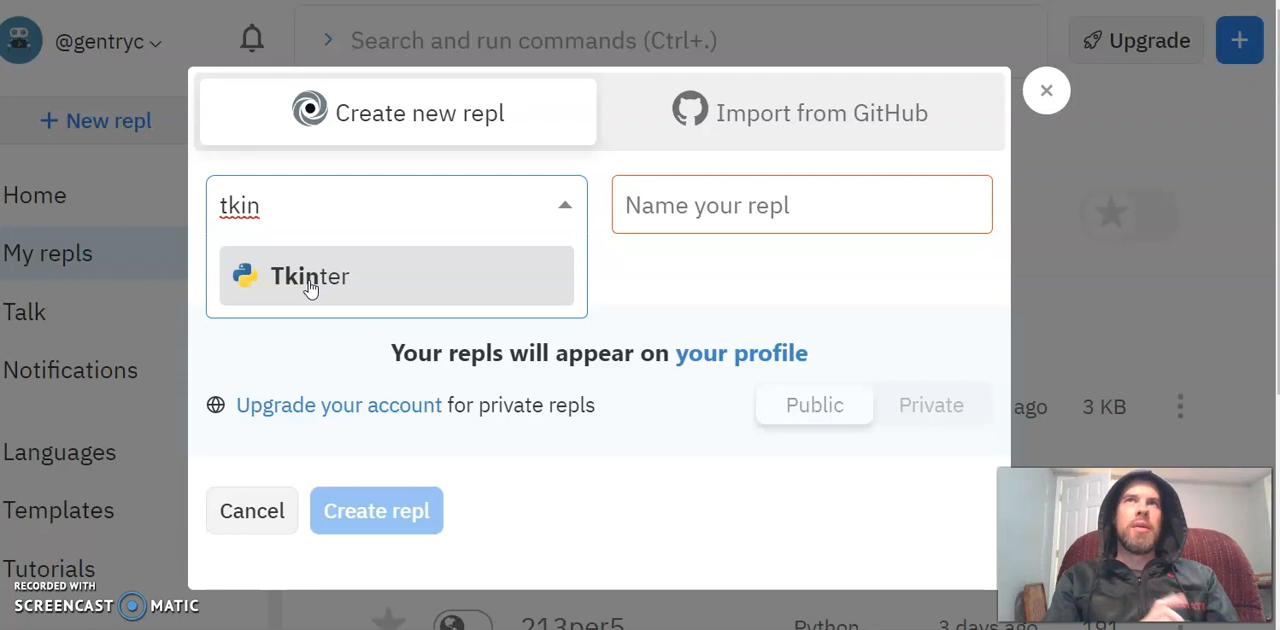 @gentryc
Search and run commands (Ctrl+.)
Upgrade
+
+ New repl
Create new repl
Import from GitHub
×
Home
tkin
Name your repl
My repls
Tkinter
Talk
Your repls will appear on your profile
Notifications
Upgrade your account for private repls
Public
Private
ago
3 KB
Languages
Templates
Cancel
Create repl
Tutorials
RECORDED WITH
SCREENCAST MATIC
213per5
Python
3 days ago
191